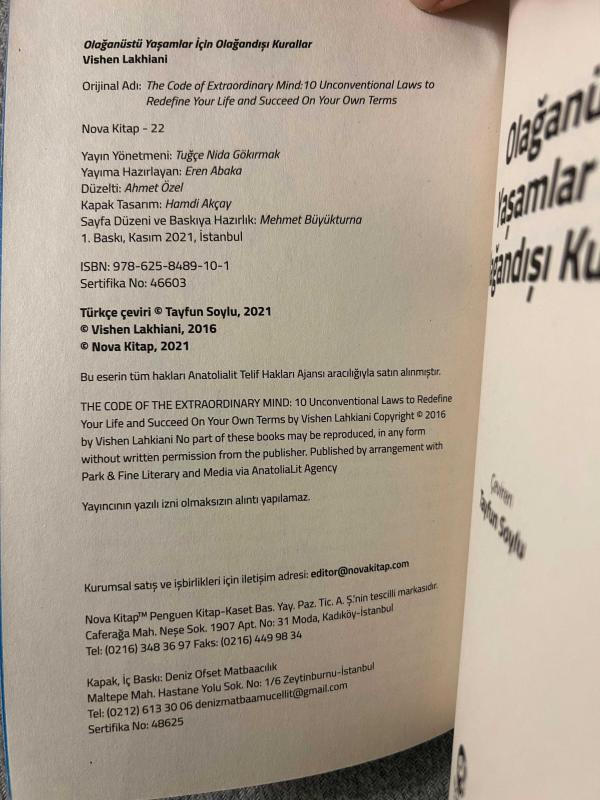 Olağanüstü Yaşamlar İçin Olağandışı Kurallar
Vishen Lakhiani
Orijinal Adı: The Code of Extraordinary Mind:10 Unconventional Laws to
Redefine Your Life and Succeed On Your Own Terms
Nova Kitap - 22
Yayın Yönetmeni: Tuğçe Nida Gökırmak
Yayıma Hazırlayan: Eren Abaka
Düzelti: Ahmet Özel
Kapak Tasarım: Hamdi Akçay
Sayfa Düzeni ve Baskıya Hazırlık: Mehmet Büyükturna
1. Baskı, Kasım 2021, İstanbul
ISBN: 978-625-8489-10-1
Sertifika No: 46603
Türkçe çeviri © Tayfun Soylu, 2021
© Vishen Lakhiani, 2016
© Nova Kitap, 2021
Bu eserin tüm hakları Anatolialit Telif Hakları Ajansı aracılığıyla satın alınmıştır.
THE CODE OF THE EXTRAORDINARY MIND: 10 Unconventional Laws to Redefine
Your Life and Succeed On Your Own Terms by Vishen Lahkiani Copyright © 2016
by Vishen Lahkiani No part of these books may be reproduced, in any form
without written permission from the publisher. Published by arrangement with
Park & Fine Literary and Media via AnatoliaLit Agency
Yayıncının yazılı izni olmaksızın alıntı yapılamaz.
Kurumsal satış ve işbirlikleri için iletişim adresi: editor@novakitap.com
Nova Kitap™ Penguen Kitap-Kaset Bas. Yay. Paz. Tic. A. Ş.'nin tescilli markasıdır.
Caferağa Mah. Neşe Sok. 1907 Apt. No: 31 Moda, Kadıköy-İstanbul
Tel: (0216) 348 36 97 Faks: (0216) 449 98 34
Kapak, İç Baskı: Deniz Ofset Matbaacılık
Maltepe Mah. Hastane Yolu Sok. No: 1/6 Zeytinburnu-İstanbul
Tel: (0212) 613 30 06 denizmatbaamucellit@gmail.com
Sertifika No: 48625
Olağanü
Yaşamlar
ğandışı Ku
Çeviren
Tayfun Soylu